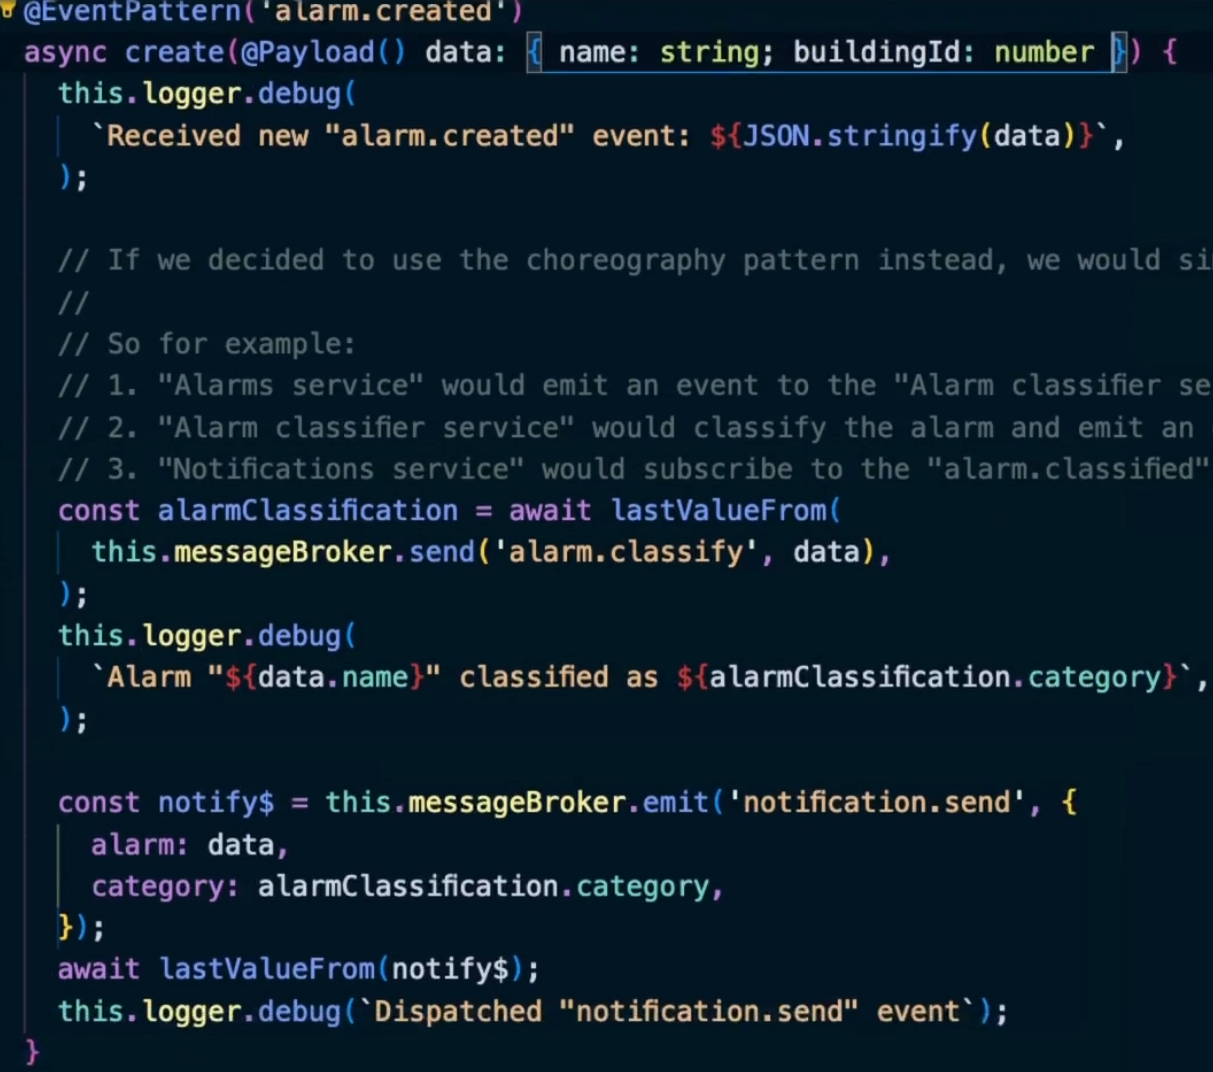 @EventPattern('alarm.created')
async create(@Payload() data: { name: string; buildingId: number }) {
this.logger.debug(
`Received new "alarm.created" event: ${JSON.stringify(data)}`,
);
// If we decided to use the choreography pattern instead, we would si
//
// So for example:
// 1. "Alarms service" would emit an event to the "Alarm classifier se
// 2. "Alarm classifier service" would classify the alarm and emit an
// 3. "Notifications service" would subscribe to the "alarm.classified"
const alarmClassification = await lastValueFrom(
this.messageBroker.send('alarm.classify', data),
);
this.logger.debug(
`Alarm "${data.name}" classified as ${alarmClassification.category}`,
);
const notify$ = this.messageBroker.emit('notification.send', {
alarm: data,
category: alarmClassification.category,
});
await lastValueFrom(notify$);
this.logger.debug(`Dispatched "notification.send" event`);
}